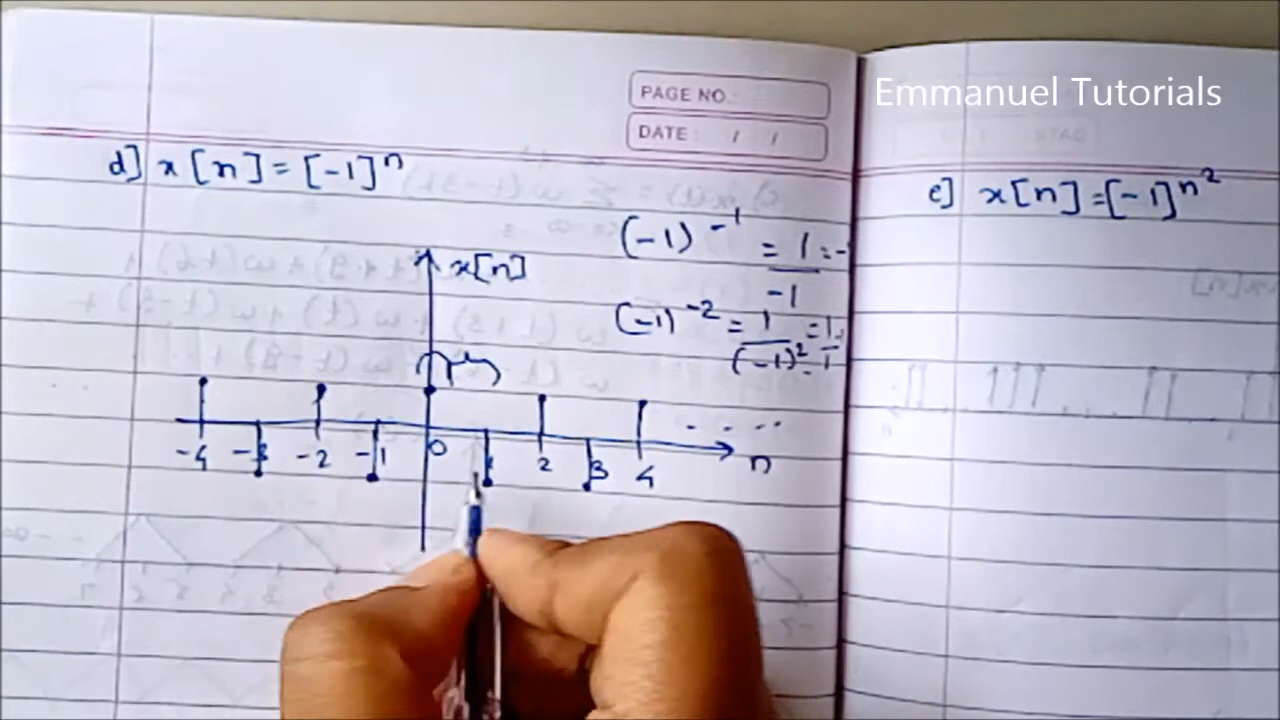 Emmanuel Tutorials
PAGE NO.:
DATE: / /
d] x[n] = [-1]^n
(-1)^-1 = 1/-1 = -
(-1)^-2 = 1/(-1)^2 = 1/1 =
x[n]
-4 -3 -2 -1 0 1 2 3 4 . . . . n
e] x[n] = [-1]^n^2